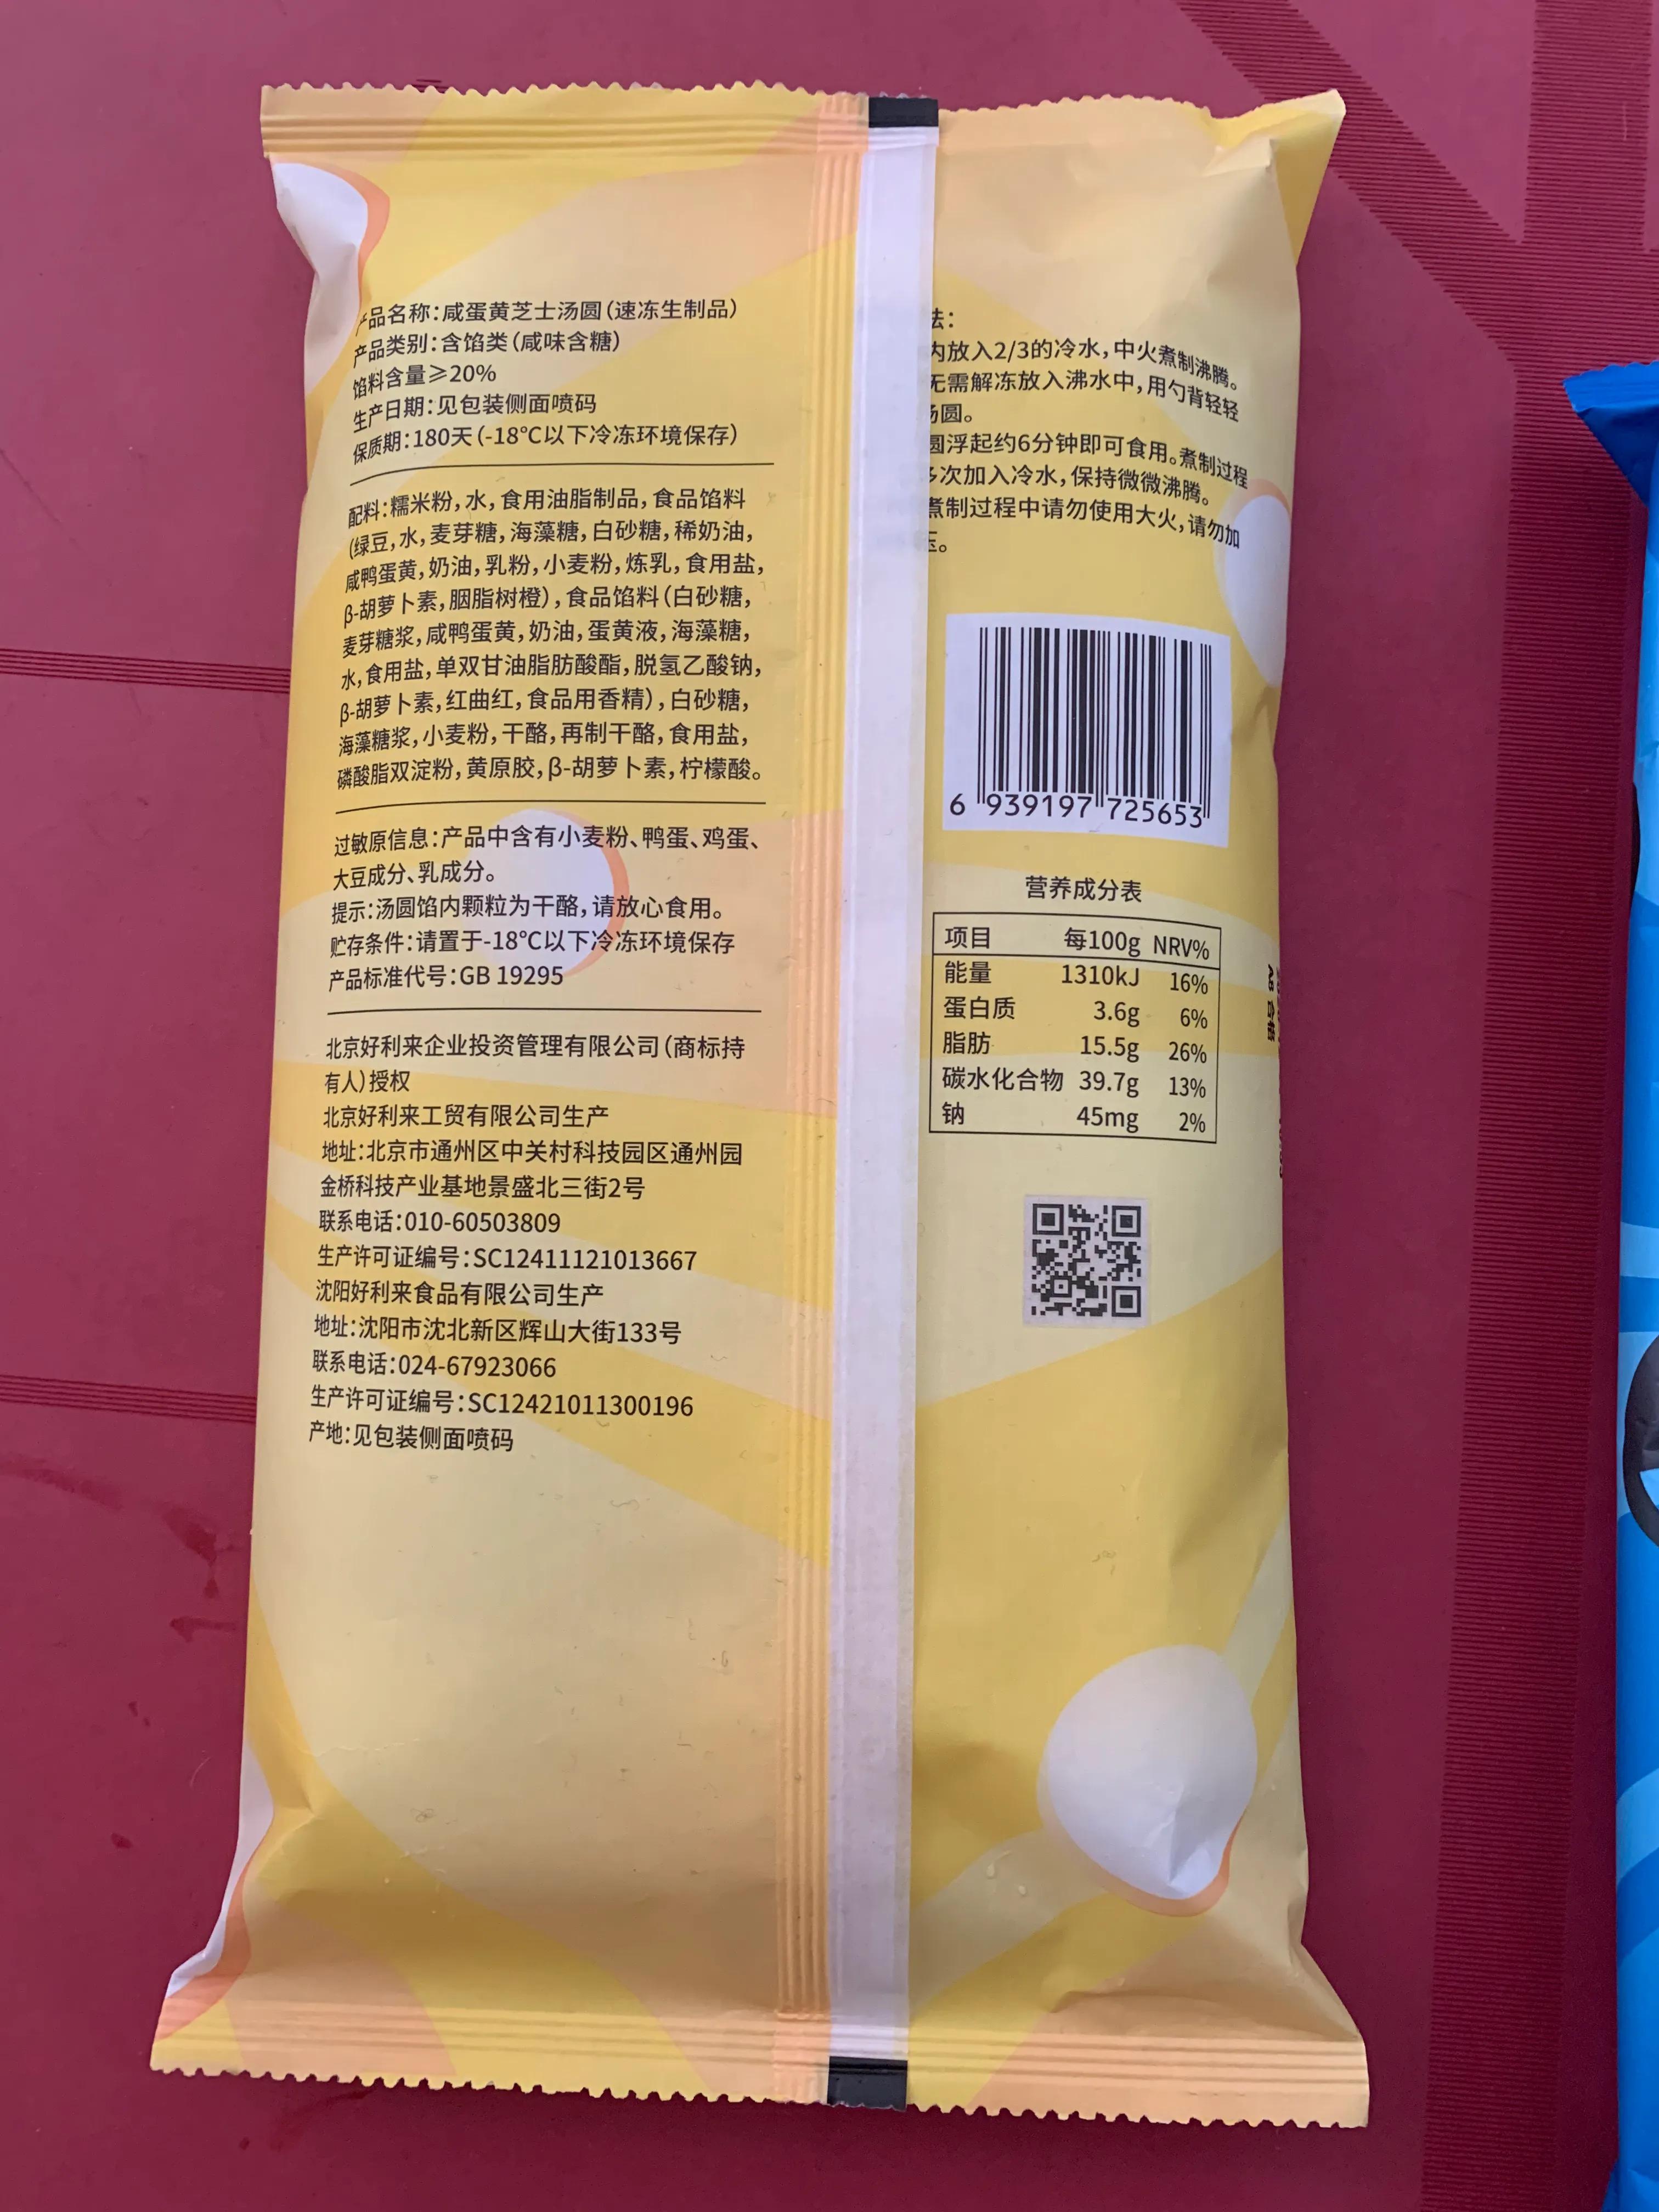 产品名称:咸蛋黄芝士汤圆(速冻生制品)
产品类别:含馅类(咸味含糖)
馅料含量≥20%
生产日期:见包装侧面喷码
保质期:180天(-18℃以下冷冻环境保存)
配料:糯米粉,水,食用油脂制品,食品馅料
(绿豆,水,麦芽糖,海藻糖,白砂糖,稀奶油,
咸鸭蛋黄,奶油,乳粉,小麦粉,炼乳,食用盐,
β-胡萝卜素,胭脂树橙),食品馅料(白砂糖,
麦芽糖浆,咸鸭蛋黄,奶油,蛋黄液,海藻糖,
水,食用盐,单双甘油脂肪酸酯,脱氢乙酸钠,
β-胡萝卜素,红曲红,食品用香精),白砂糖,
海藻糖浆,小麦粉,干酪,再制干酪,食用盐,
磷酸脂双淀粉,黄原胶,β-胡萝卜素,柠檬酸。
过敏原信息:产品中含有小麦粉、鸭蛋、鸡蛋、
大豆成分、乳成分。
提示:汤圆馅内颗粒为干酪,请放心食用。
贮存条件:请置于-18℃以下冷冻环境保存
产品标准代号:GB 19295
北京好利来企业投资管理有限公司(商标持
有人)授权
北京好利来工贸有限公司生产
地址:北京市通州区中关村科技园区通州园
金桥科技产业基地景盛北三街2号
联系电话:010-60503809
生产许可证编号:SC12411121013667
沈阳好利来食品有限公司生产
地址:沈阳市沈北新区辉山大街133号
联系电话:024-67923066
生产许可证编号:SC12421011300196
产地:见包装侧面喷码
法:
内放入2/3的冷水,中火煮制沸腾。
无需解冻放入沸水中,用勺背轻轻
汤圆。
圆浮起约6分钟即可食用。煮制过程
多次加入冷水,保持微微沸腾。
煮制过程中请勿使用大火,请勿加
压。
6 939197 725653
营养成分表
项目 每100g NRV%
能量 1310kJ 16%
蛋白质 3.6g 6%
脂肪 15.5g 26%
碳水化合物 39.7g 13%
钠 45mg 2%